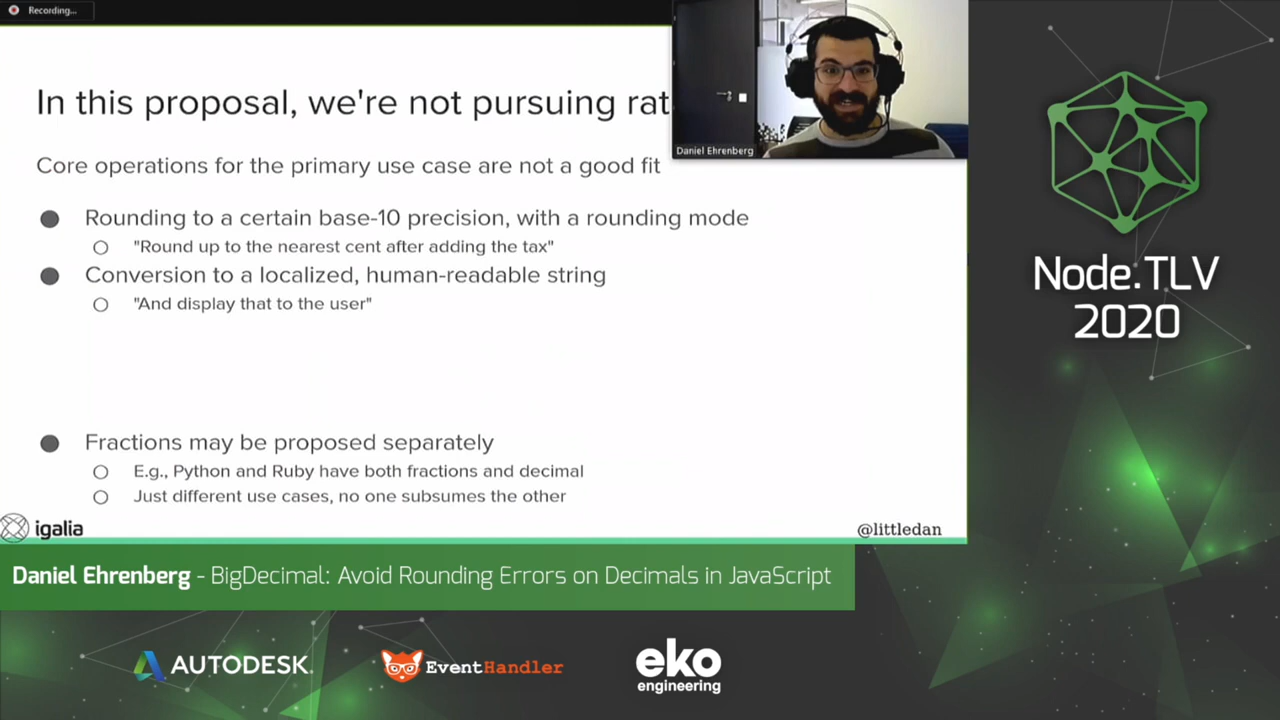 Recording...
In this proposal, we're not pursuing rat
Daniel Ehrenberg
Core operations for the primary use case are not a good fit
Rounding to a certain base-10 precision, with a rounding mode
"Round up to the nearest cent after adding the tax"
Conversion to a localized, human-readable string
"And display that to the user"
Fractions may be proposed separately
E.g., Python and Ruby have both fractions and decimal
Just different use cases, no one subsumes the other
igalia
@littledan
Node.TLV
2020
Daniel Ehrenberg - BigDecimal: Avoid Rounding Errors on Decimals in JavaScript
AUTODESK.
EventHandler
eko
engineering